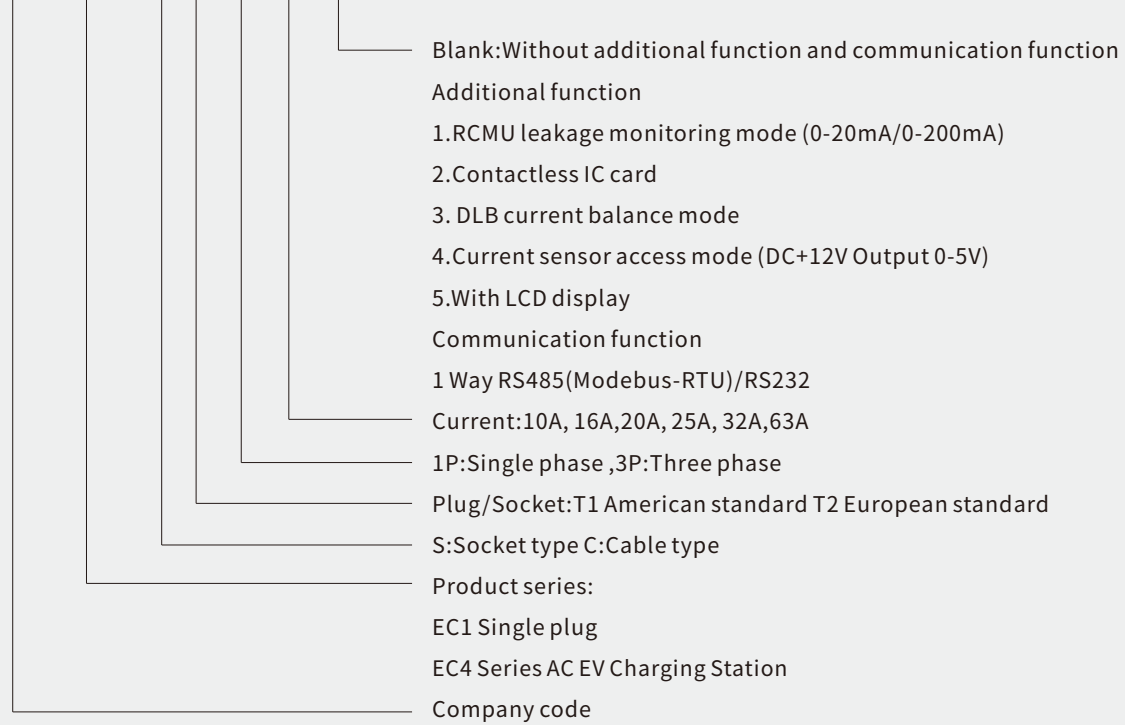 Blank:Without additional function and communication function
Additional function
1.RCMU leakage monitoring mode (0-20mA/0-200mA)
2.Contactless IC card
3. DLB current balance mode
4.Current sensor access mode (DC+12V Output 0-5V)
5.With LCD display
Communication function
1 Way RS485(Modebus-RTU)/RS232
Current:10A, 16A,20A, 25A, 32A,63A
1P:Single phase ,3P:Three phase
Plug/Socket:T1 American standard T2 European standard
S:Socket type C:Cable type
Product series:
EC1 Single plug
EC4 Series AC EV Charging Station
Company code